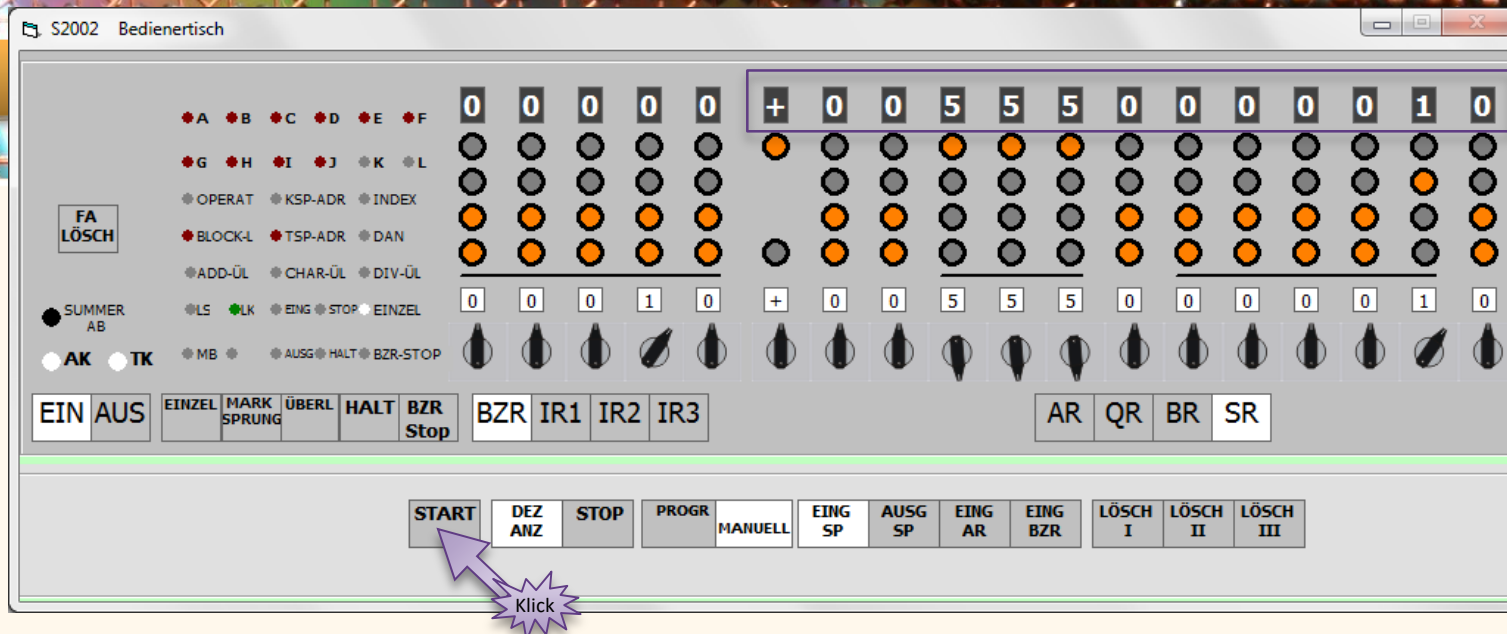 S2002 Bedienertisch
0 0 0 0 0 + 0 0 5 5 5 0 0 0 0 0 1 0
A B C D E F
G H I J K L
OPERAT KSP-ADR INDEX
FA
LÖSCH
BLOCK-L TSP-ADR DAN
ADD-ÜL CHAR-ÜL DIV-ÜL
0 0 0 1 0 + 0 0 5 5 5 0 0 0 0 0 1 0
SUMMER
AB
LS LK EING STOP EINZEL
AK TK
MB AUSG HALT BZR-STOP
EIN AUS
EINZEL
MARK
SPRUNG
ÜBERL
HALT
BZR
Stop
BZR IR1 IR2 IR3
AR QR BR SR
START
DEZ
ANZ
STOP
PROGR
MANUELL
EING
SP
AUSG
SP
EING
AR
EING
BZR
LÖSCH
I
LÖSCH
II
LÖSCH
III
Klick